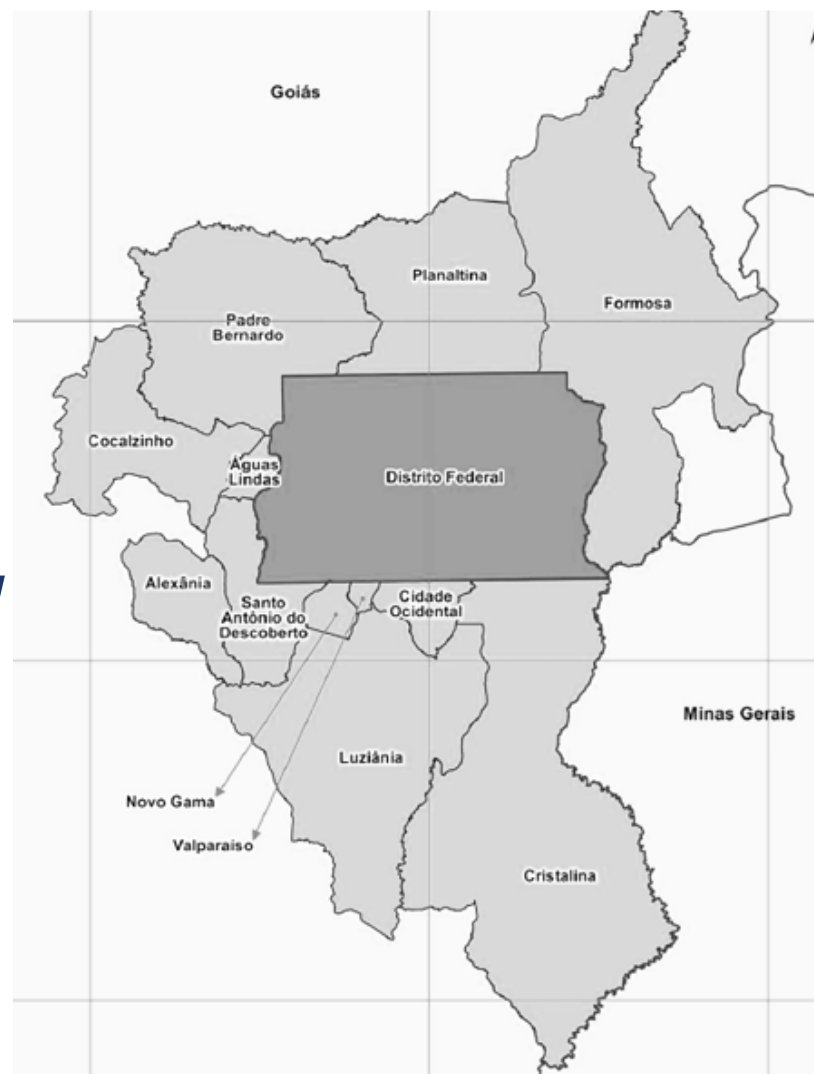 Goiás
Planaltina
Formosa
Padre
Bernardo
Cocalzinho
Águas
Lindas
Distrito Federal
Alexânia
Santo
Antônio do
Descoberto
Cidade
Ocidental
Minas Gerais
Luziânia
Novo Gama
Valparaiso
Cristalina